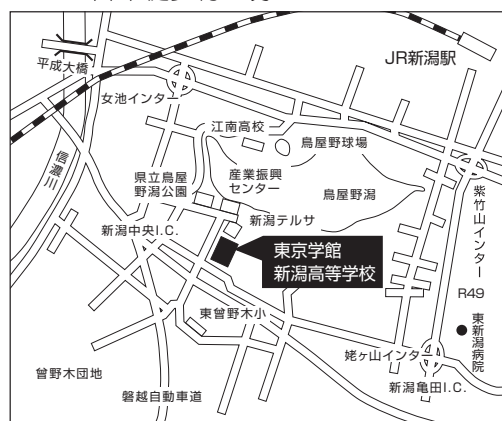 JR新潟駅
平成大橋
女池インター
江南高校
鳥屋野球場
信濃川
県立鳥屋
野潟公園
産業振興
センター
鳥屋野潟
紫竹山インター
新潟テルサ
新潟中央I.C.
東京学館
新潟高等学校
R49
東曾野木小
東新潟病院
姥ヶ山インター
曾野木団地
新潟亀田I.C.
磐越自動車道